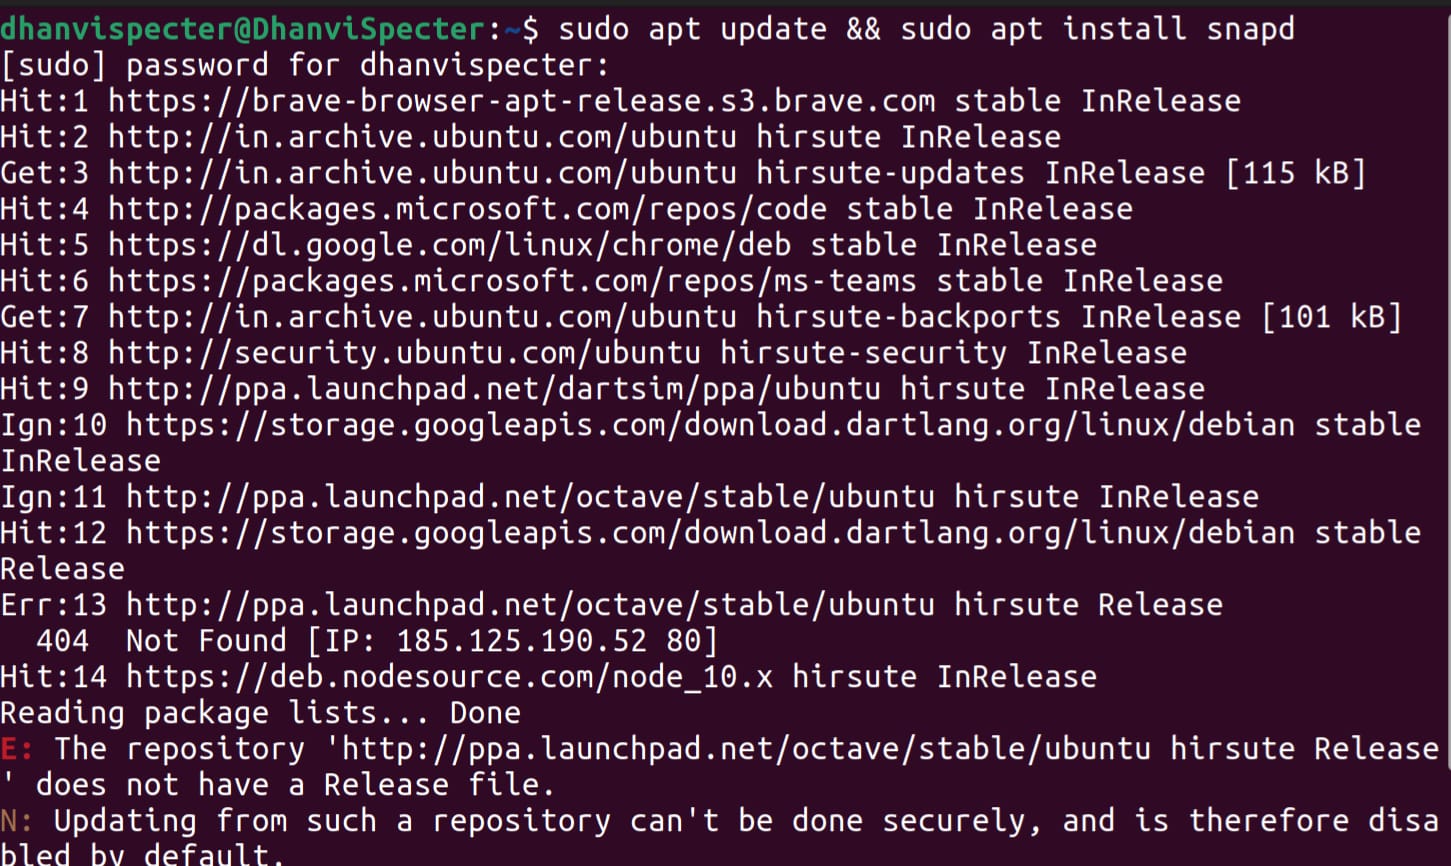 dhanvispecter@DhanviSpecter:~$ sudo apt update && sudo apt install snapd
[sudo] password for dhanvispecter:
Hit:1 https://brave-browser-apt-release.s3.brave.com stable InRelease
Hit:2 http://in.archive.ubuntu.com/ubuntu hirsute InRelease
Get:3 http://in.archive.ubuntu.com/ubuntu hirsute-updates InRelease [115 kB]
Hit:4 http://packages.microsoft.com/repos/code stable InRelease
Hit:5 https://dl.google.com/linux/chrome/deb stable InRelease
Hit:6 https://packages.microsoft.com/repos/ms-teams stable InRelease
Get:7 http://in.archive.ubuntu.com/ubuntu hirsute-backports InRelease [101 kB]
Hit:8 http://security.ubuntu.com/ubuntu hirsute-security InRelease
Hit:9 http://ppa.launchpad.net/dartsim/ppa/ubuntu hirsute InRelease
Ign:10 https://storage.googleapis.com/download.dartlang.org/linux/debian stable
InRelease
Ign:11 http://ppa.launchpad.net/octave/stable/ubuntu hirsute InRelease
Hit:12 https://storage.googleapis.com/download.dartlang.org/linux/debian stable
Release
Err:13 http://ppa.launchpad.net/octave/stable/ubuntu hirsute Release
  404  Not Found [IP: 185.125.190.52 80]
Hit:14 https://deb.nodesource.com/node_10.x hirsute InRelease
Reading package lists... Done
E: The repository 'http://ppa.launchpad.net/octave/stable/ubuntu hirsute Release
' does not have a Release file.
N: Updating from such a repository can't be done securely, and is therefore disa
bled by default.